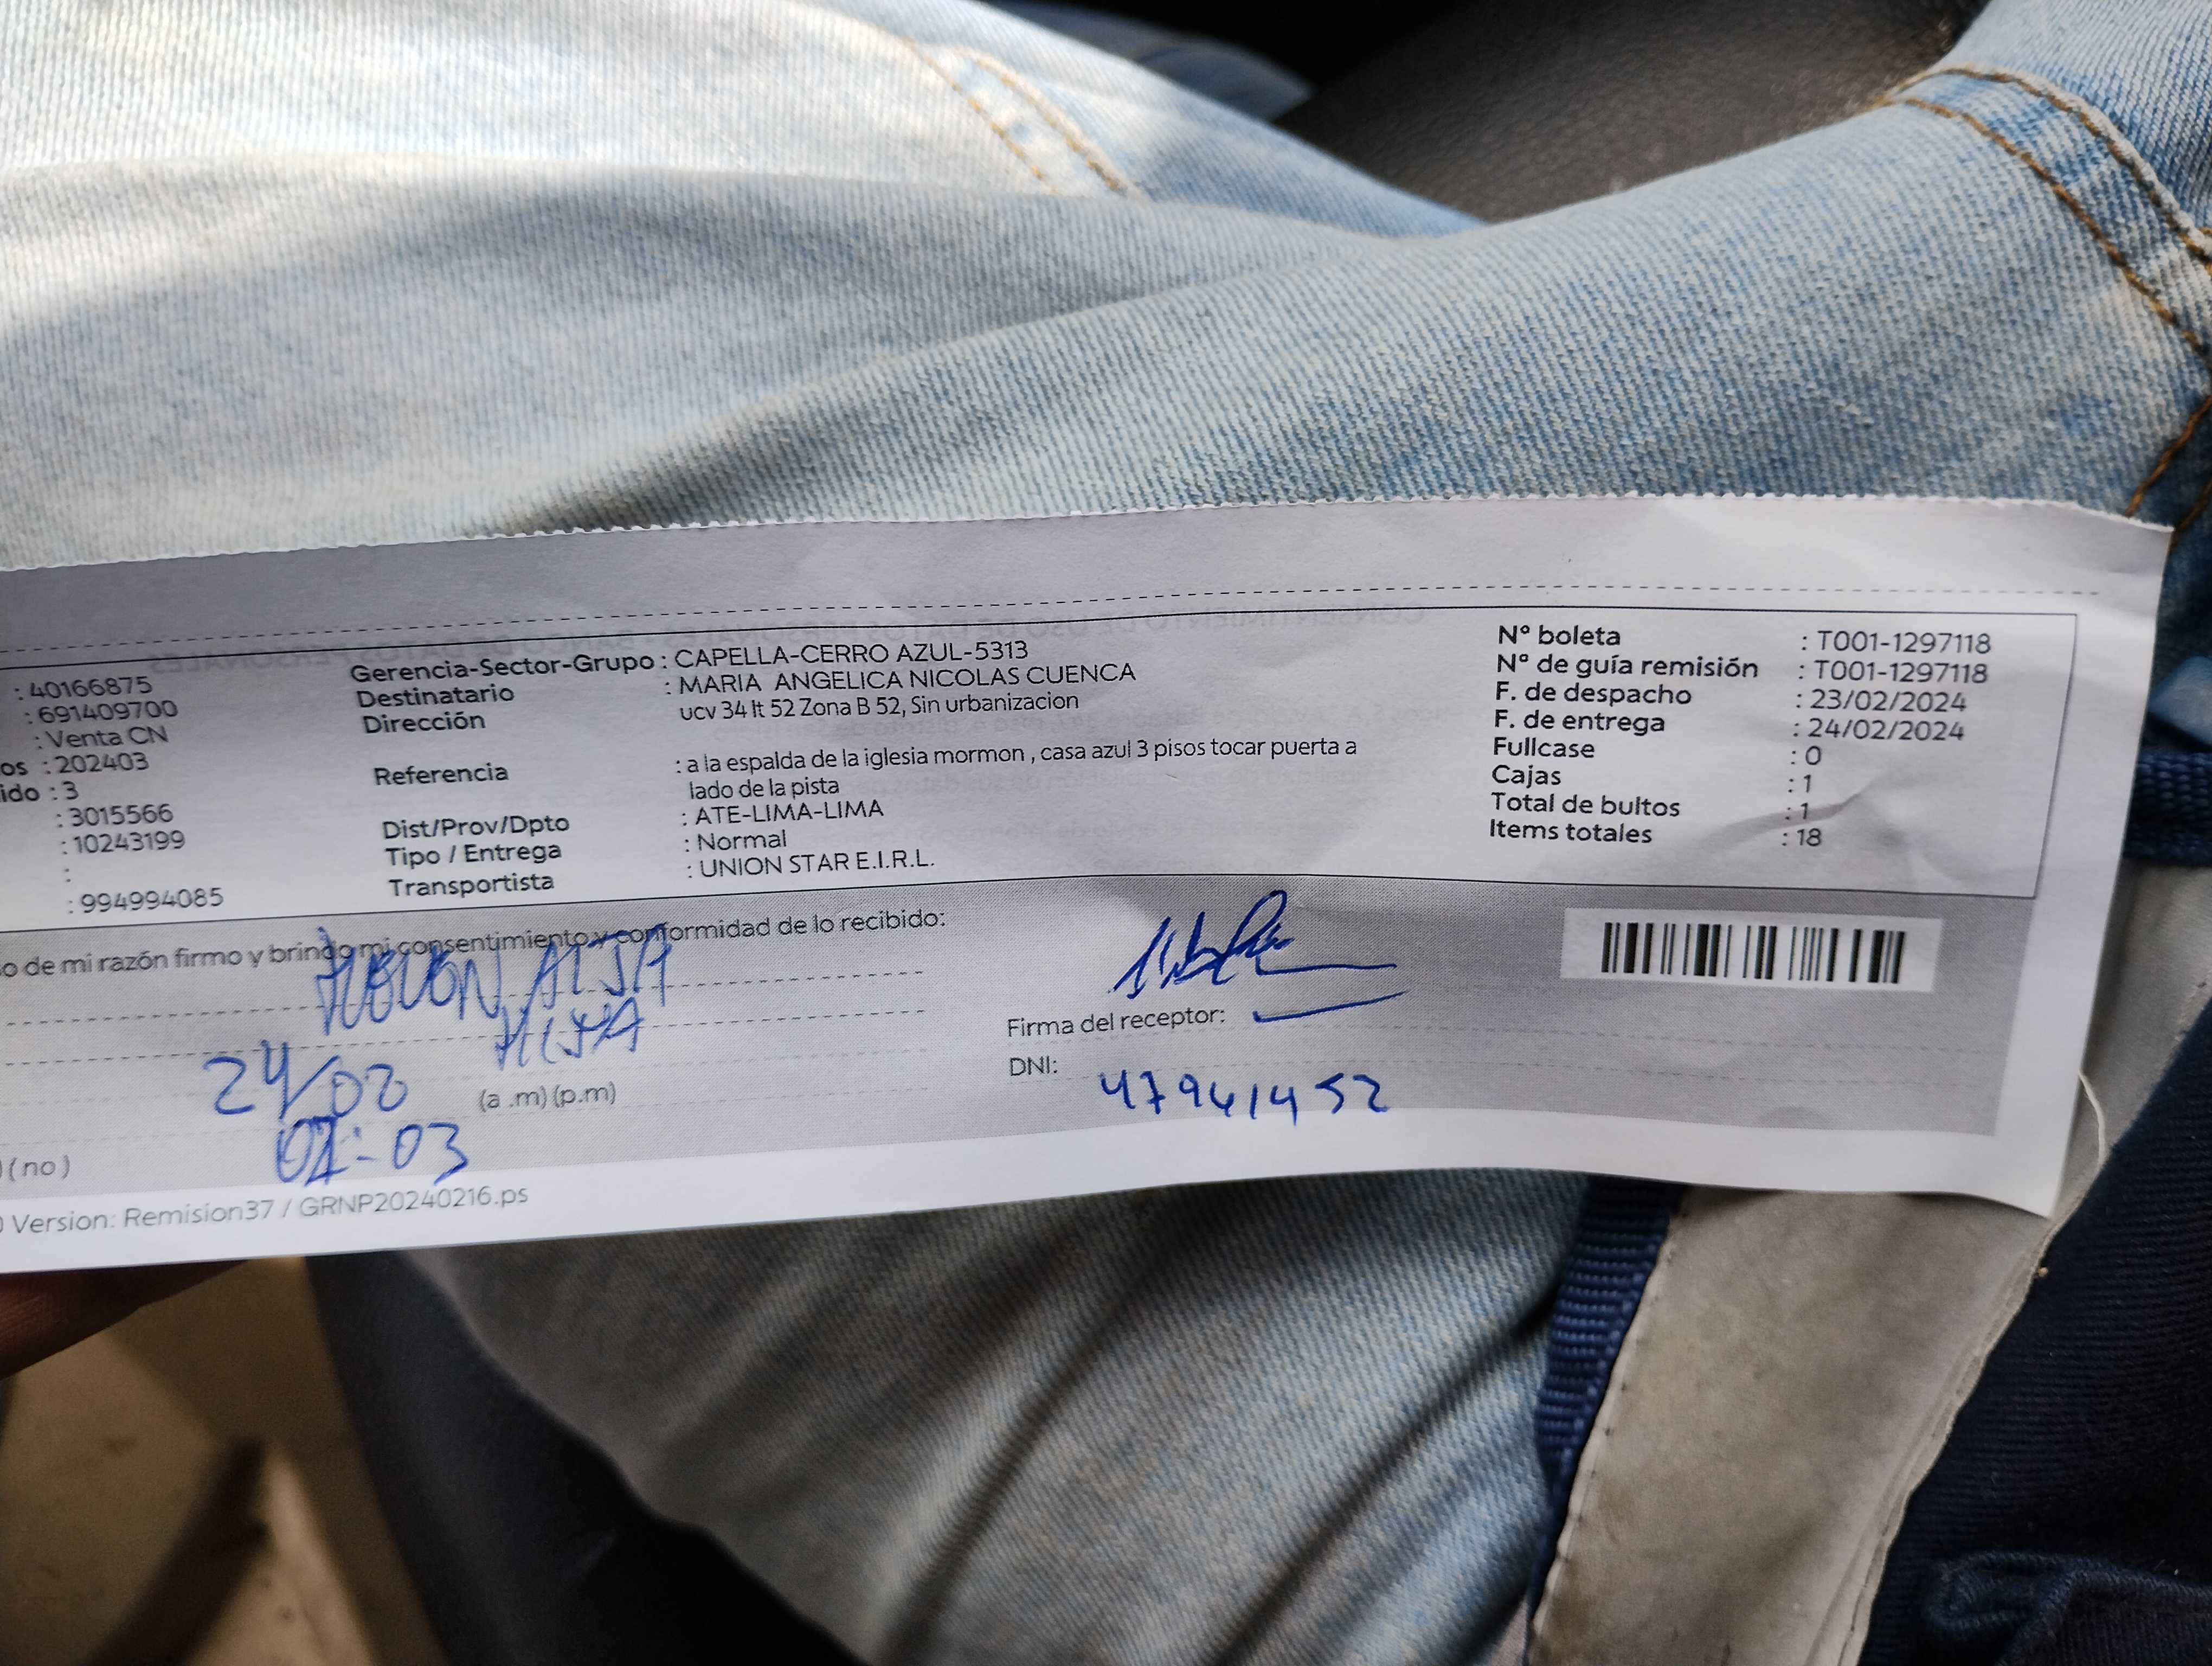 : 40166875
: 691409700
: Venta CN
os : 202403
ido : 3
: 3015566
: 10243199
:
: 994994085
Gerencia-Sector-Grupo : CAPELLA-CERRO AZUL-5313
Destinatario : MARIA ANGELICA NICOLAS CUENCA
Dirección ucv 34 lt 52 Zona B 52, Sin urbanizacion
Referencia : a la espalda de la iglesia mormon , casa azul 3 pisos tocar puerta a
lado de la pista
Dist/Prov/Dpto : ATE-LIMA-LIMA
Tipo / Entrega : Normal
Transportista : UNION STAR E.I.R.L.
Nº boleta : T001-1297118
Nº de guía remisión : T001-1297118
F. de despacho : 23/02/2024
F. de entrega : 24/02/2024
Fullcase : 0
Cajas : 1
Total de bultos : 1
Items totales : 18
o de mi razón firmo y brindo mi consentimiento y conformidad de lo recibido:
24/02
(a .m) (p.m)
: 03
(no)
Firma del receptor:
DNI:
47941452
Version: Remision37 / GRNP20240216.ps